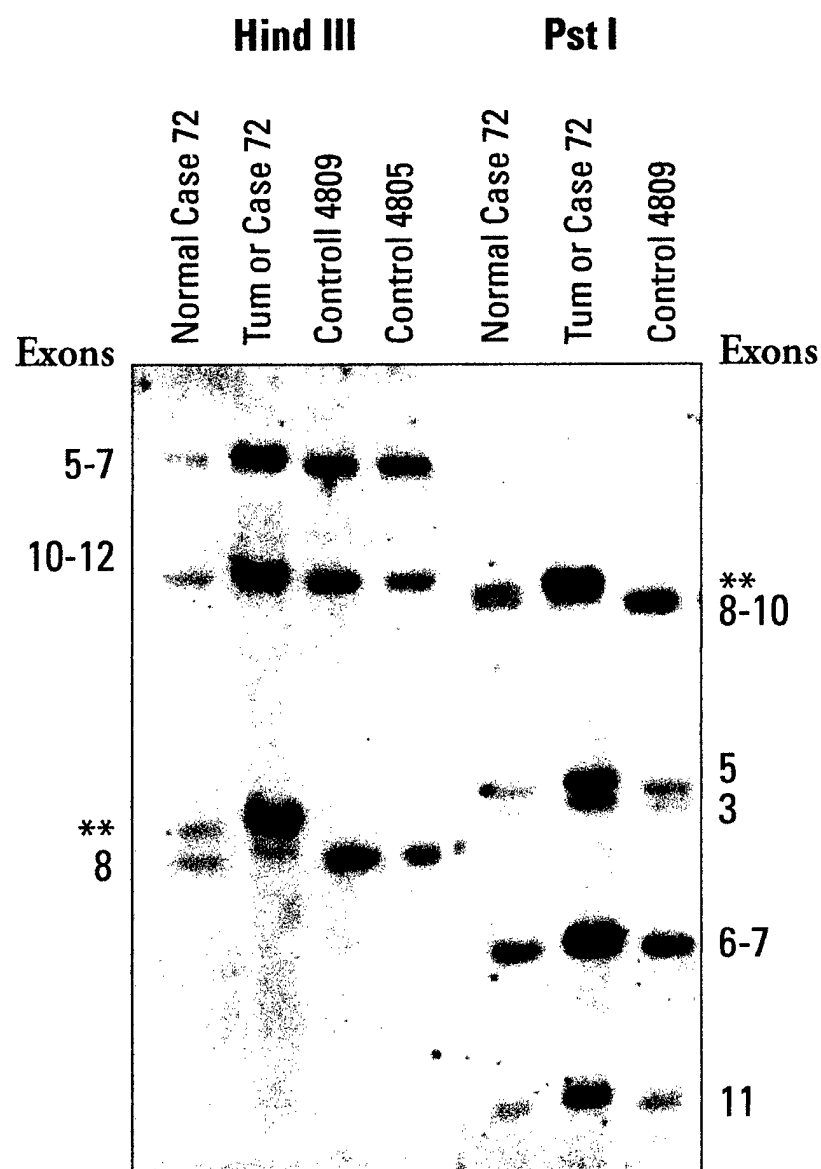 Hind III
Pst I
Normal Case 72
Tum or Case 72
Controll 4809
Control 4805
Normal Case 72
Tum or Case 72
Control 4809
Exons
Exons
5-7
10-12
**
8
**
8-10
5
3
6-7
11